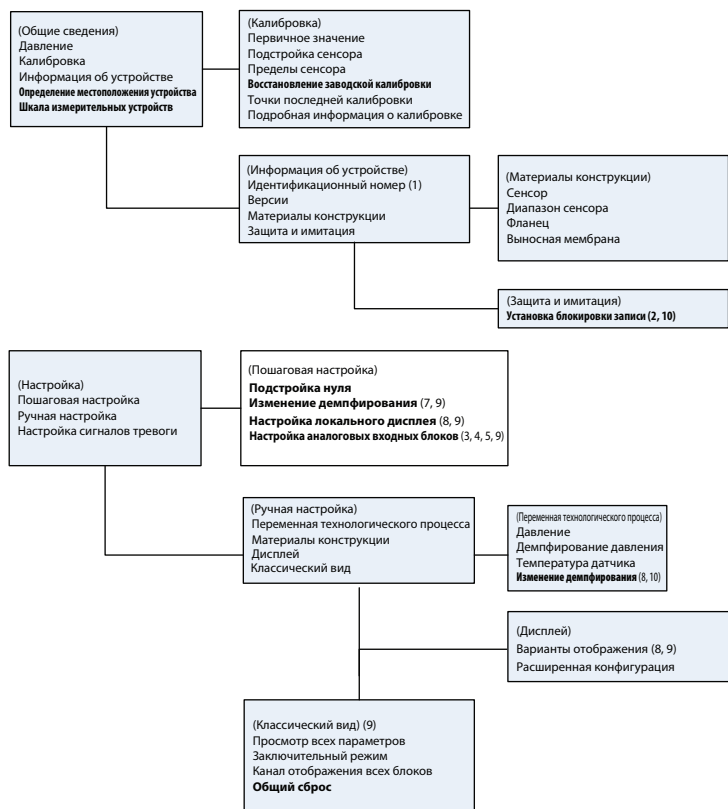 (Общие сведения)
Давление
Калибровка
Информация об устройстве
Определение местоположения устройства
Шкала измерительных устройств
(Калибровка)
Первичное значение
Подстройка сенсора
Пределы сенсора
Восстановление заводской калибровки
Точки последней калибровки
Подробная информация о калибровке
(Информация об устройстве)
Идентификационный номер (1)
Версии
Материалы конструкции
Защита и имитация
(Материалы конструкции)
Сенсор
Диапазон сенсора
Фланец
Выносная мембрана
(Защита и имитация)
Установка блокировки записи (2, 10)
(Настройка)
Пошаговая настройка
Ручная настройка
Настройка сигналов тревоги
(Пошаговая настройка)
Подстройка нуля
Изменение демпфирования (7, 9)
Настройка локального дисплея (8, 9)
Настройка аналоговых входных блоков (3, 4, 5, 9)
(Ручная настройка)
Переменная технологического процесса
Материалы конструкции
Дисплей
Классический вид
(Переменная технологического процесса)
Давление
Демпфирование давления
Температура датчика
Изменение демпфирования (8, 10)
(Дисплей)
Варианты отображения (8, 9)
Расширенная конфигурация
(Классический вид) (9)
Просмотр всех параметров
Заключительный режим
Канал отображения всех блоков
Общий сброс